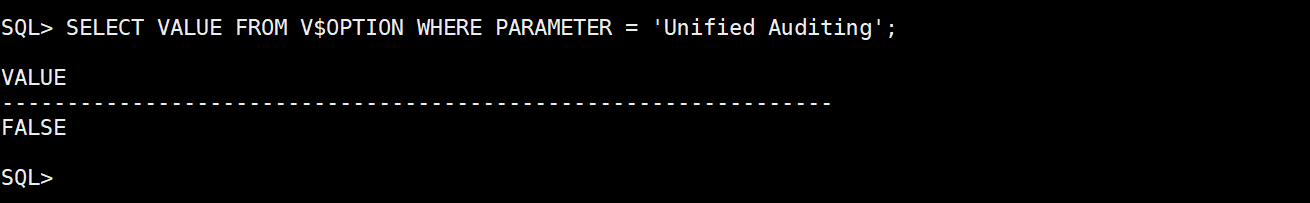 SQL> SELECT VALUE FROM V$OPTION WHERE PARAMETER = 'Unified Auditing';
VALUE
----------------------------------------------------------------
FALSE
SQL>